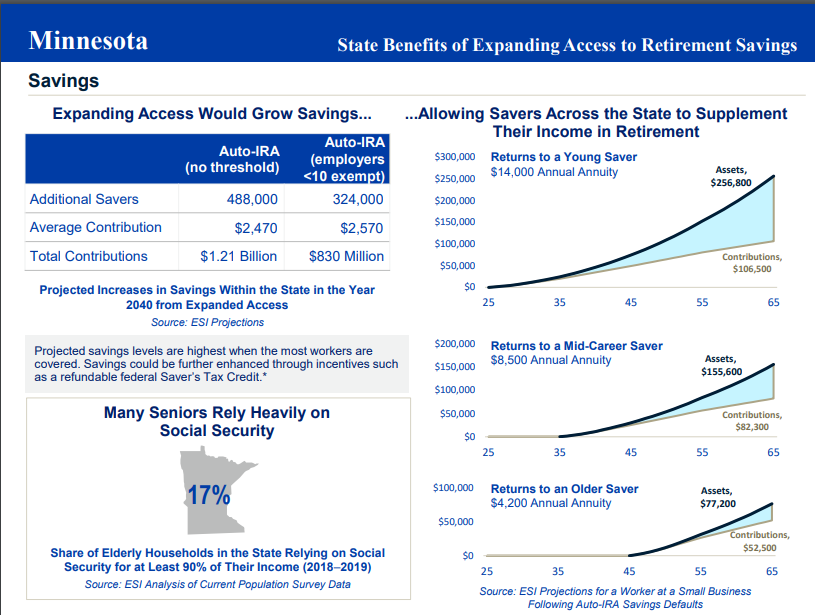 Minnesota
State Benefits of Expanding Access to Retirement Savings
Savings
Expanding Access Would Grow Savings...
Auto-IRA
(no threshold)
Auto-IRA
(employers
<10 exempt)
Additional Savers 488,000 324,000
Average Contribution $2,470 $2,570
Total Contributions $1.21 Billion $830 Million
Projected Increases in Savings Within the State in the Year
2040 from Expanded Access
Source: ESI Projections
Projected savings levels are highest when the most workers are
covered. Savings could be further enhanced through incentives such
as a refundable federal Saver's Tax Credit.*
Many Seniors Rely Heavily on
Social Security
17%
Share of Elderly Households in the State Relying on Social
Security for at Least 90% of Their Income (2018–2019)
Source: ESI Analysis of Current Population Survey Data
...Allowing Savers Across the State to Supplement
Their Income in Retirement
Returns to a Young Saver
$14,000 Annual Annuity
$300,000
$250,000
$200,000
$150,000
$100,000
$50,000
$0
Assets,
$256,800
Contributions,
$106,500
25 35 45 55 65
Returns to a Mid-Career Saver
$8,500 Annual Annuity
$200,000
$150,000
$100,000
$50,000
$0
Assets,
$155,600
Contributions,
$82,300
25 35 45 55 65
Returns to an Older Saver
$4,200 Annual Annuity
$100,000
$50,000
$0
Assets,
$77,200
Contributions,
$52,500
25 35 45 55 65
Source: ESI Projections for a Worker at a Small Business
Following Auto-IRA Savings Defaults